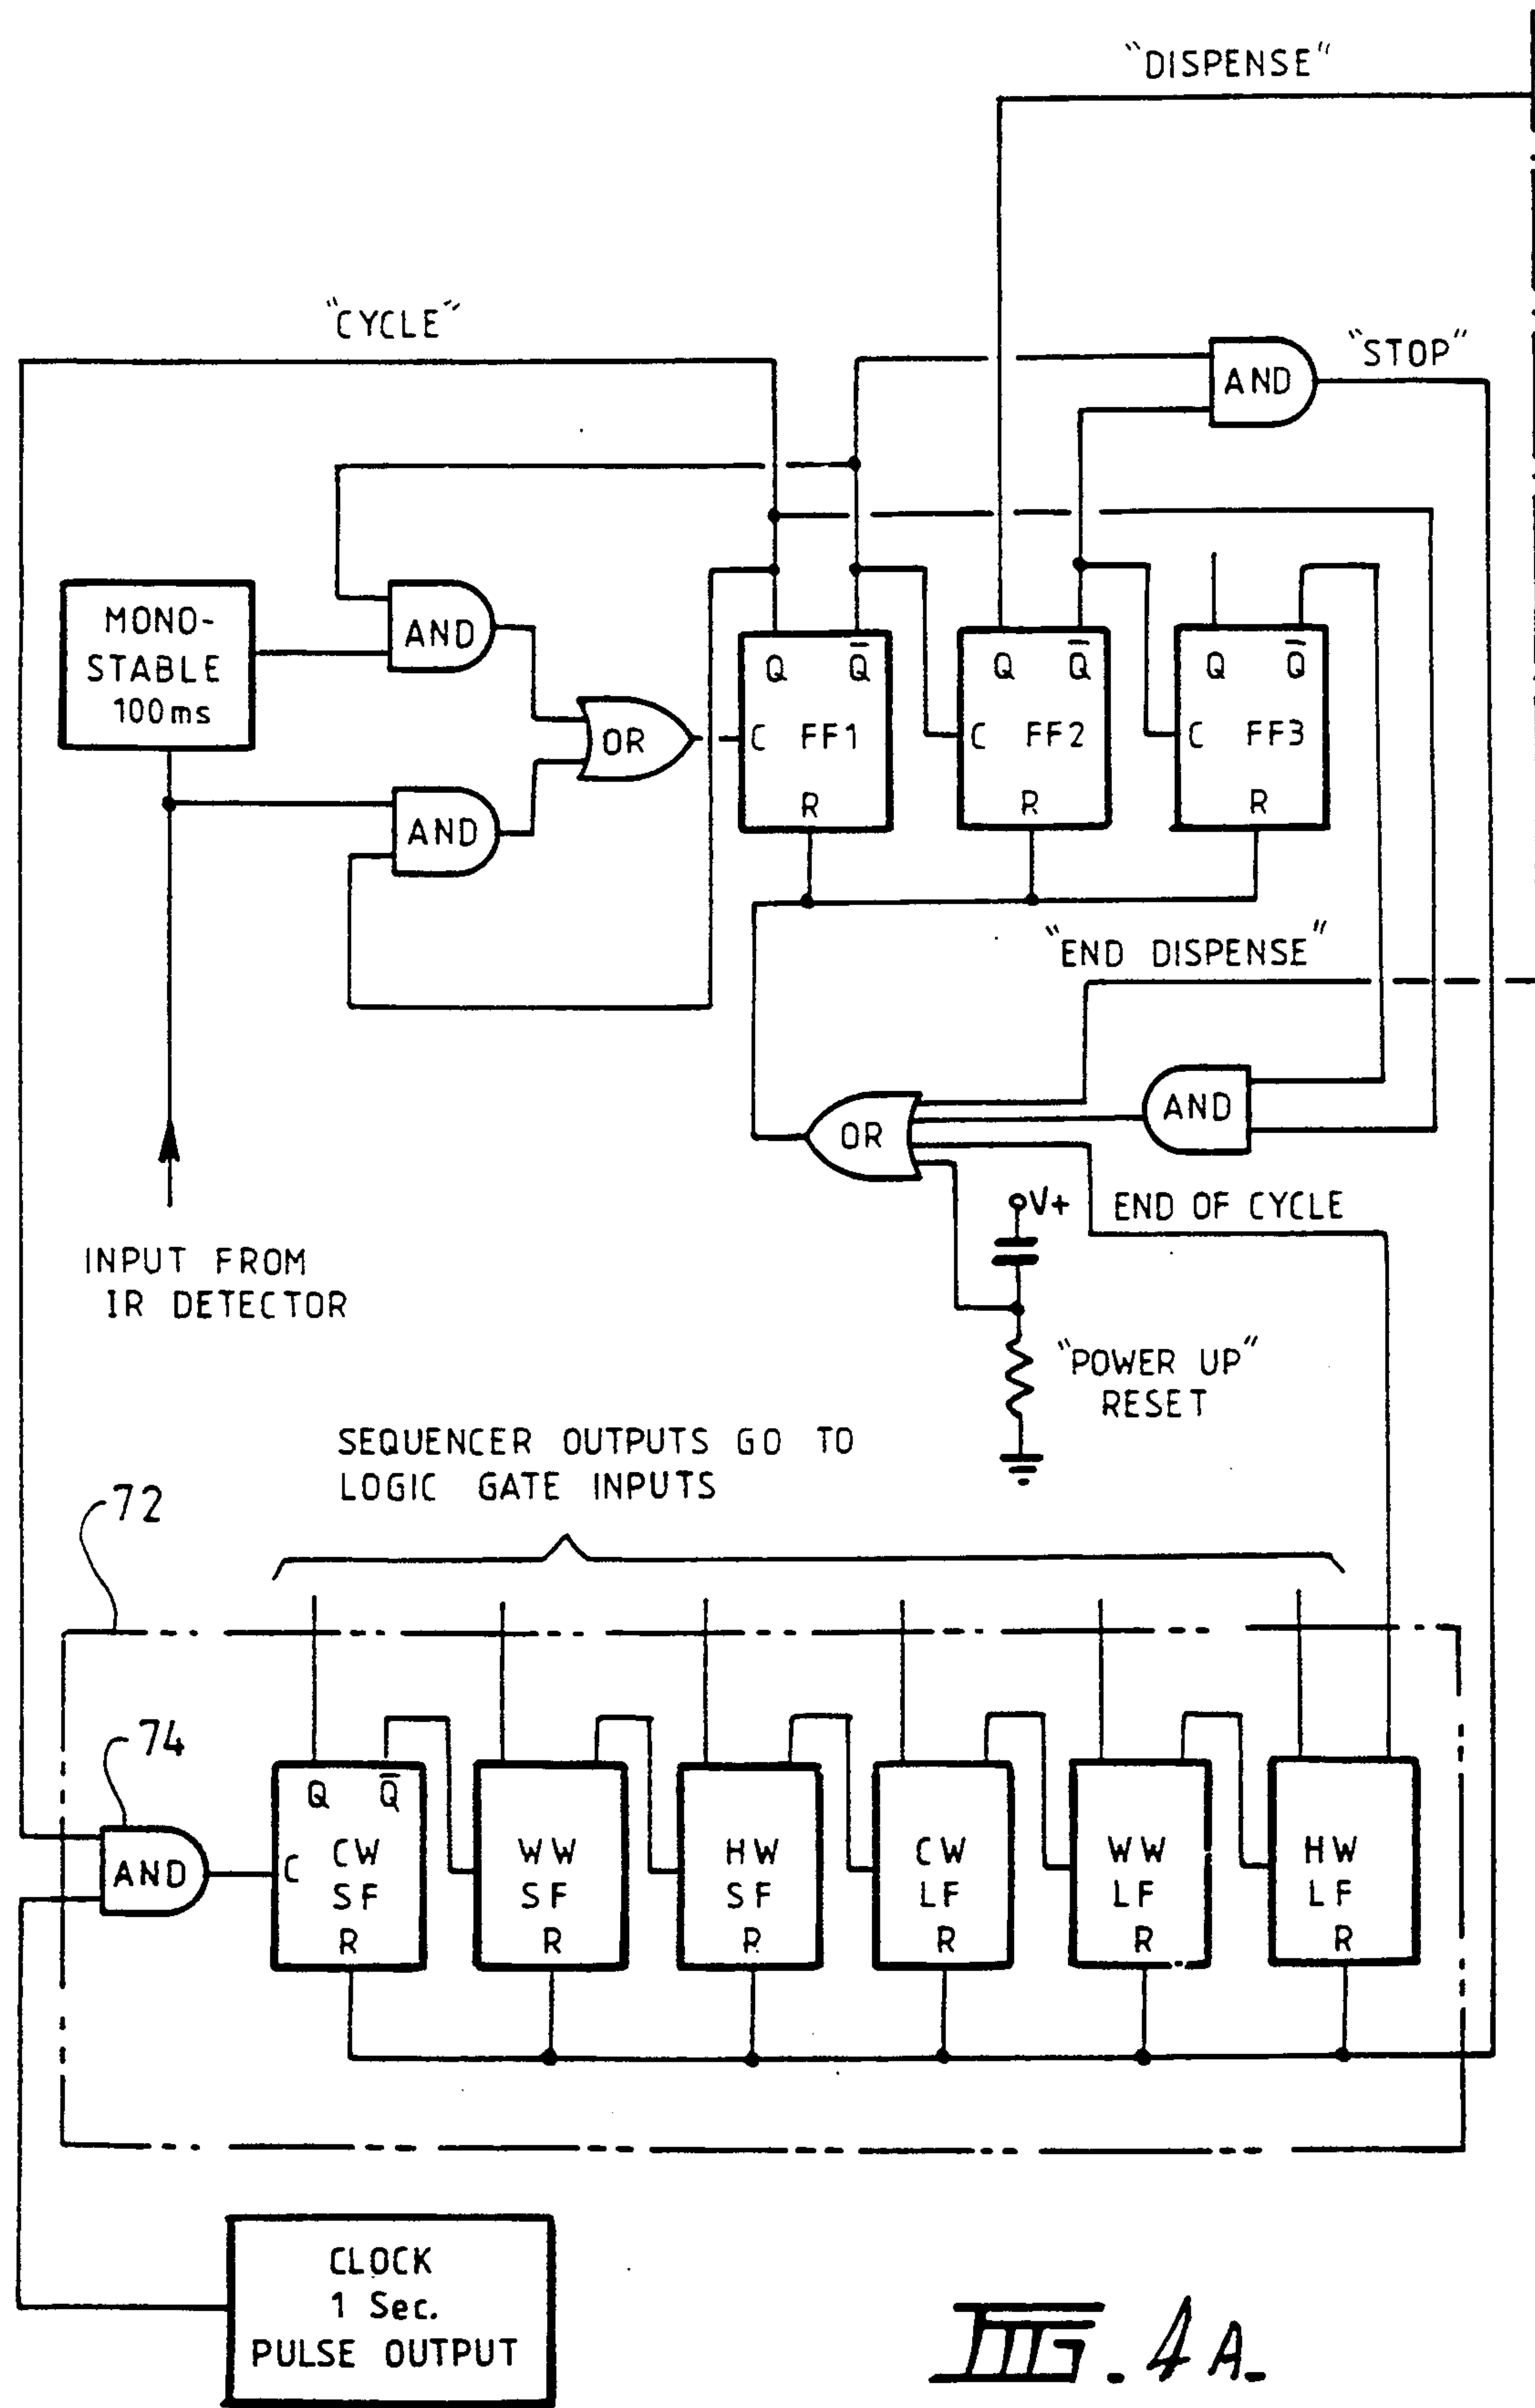 "DISPENSE"
"CYCLE"
"STOP"
AND
MONO-
STABLE
100ms
AND
OR
AND
Q Q̅
C FF1
R
Q Q̅
C FF2
R
Q Q̅
C FF3
R
"END DISPENSE"
OR
AND
V+
END OF CYCLE
INPUT FROM
IR DETECTOR
"POWER UP"
RESET
SEQUENCER OUTPUTS GO TO
LOGIC GATE INPUTS
72
74
AND
Q Q̅
C CW
SF
R
WW
SF
R
HW
SF
R
CW
LF
R
WW
LF
R
HW
LF
R
CLOCK
1 Sec.
PULSE OUTPUT
FIG. 4A.